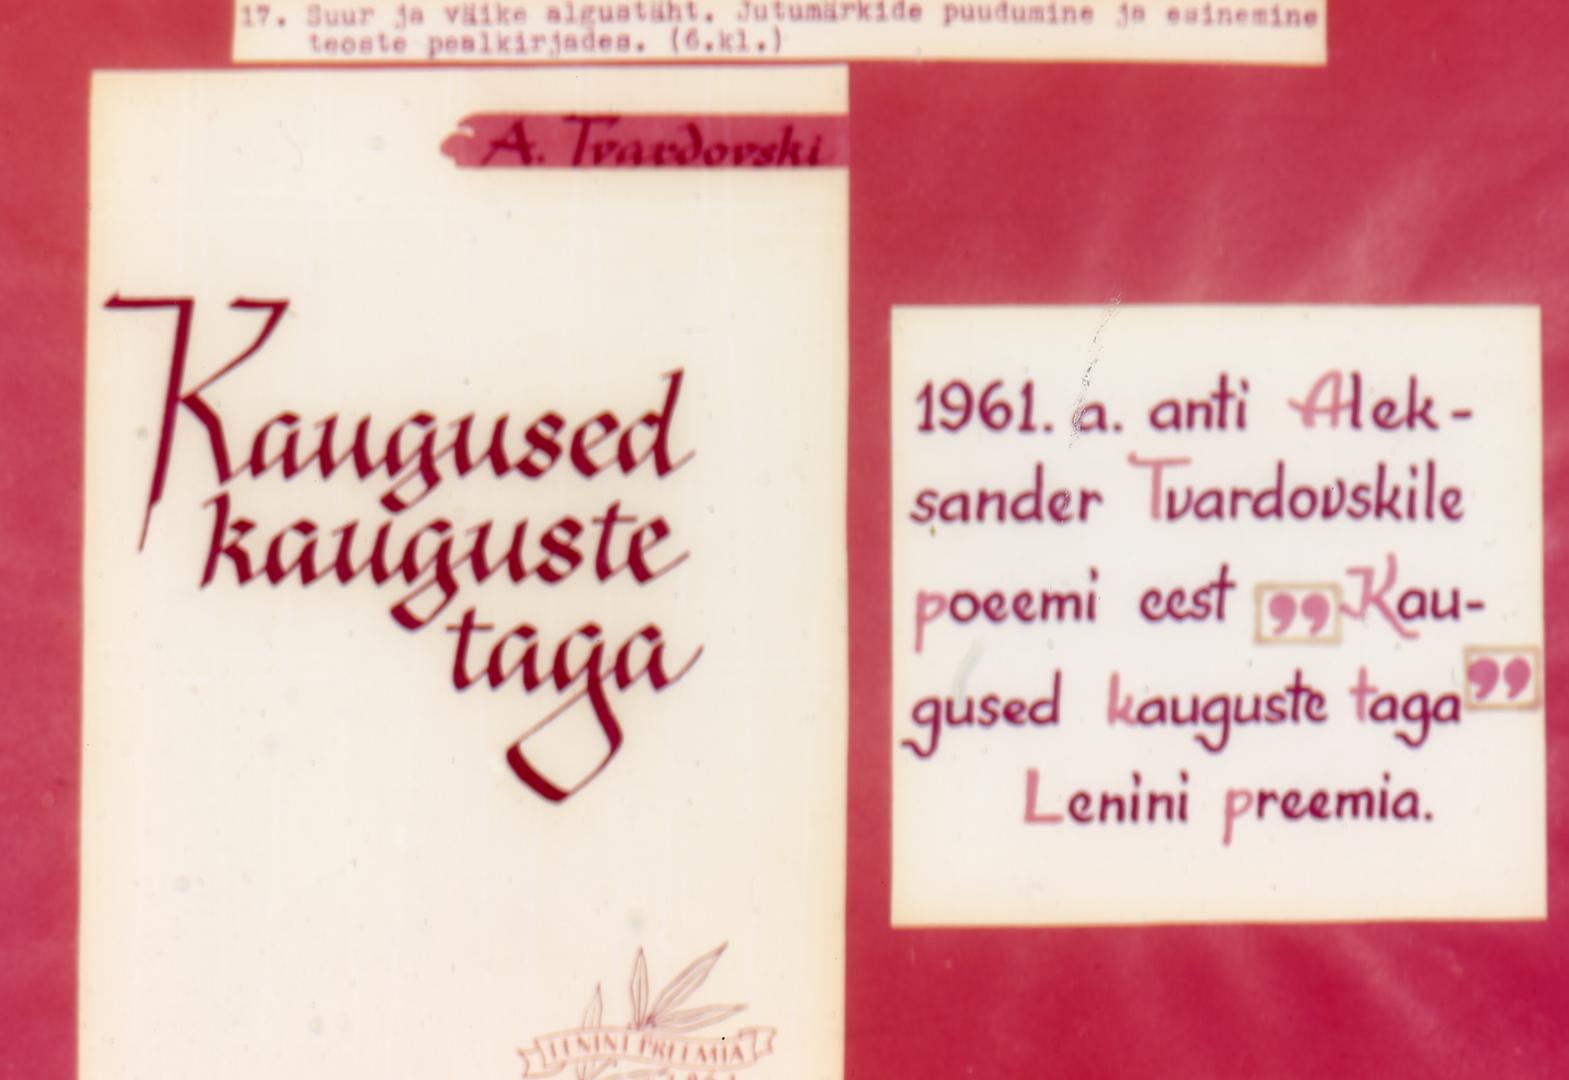 17. Suur ja väike algustäht. Jutumärkide puudumine ja esinemine
teoste pealkirjades. (6.kl.)
A. Tvardovski
Kaugused
kauguste
taga
LENINI PREEMIA
1961. a. anti Alek-
sander Tvardovskile
poeemi eest ”Kau-
gused kauguste taga”
Lenini preemia.